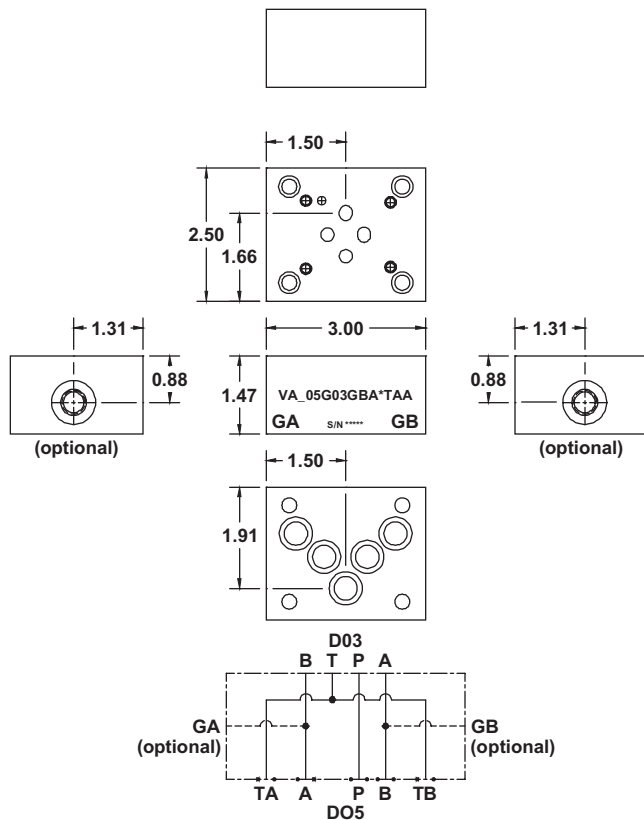 1.50
2.50
1.66
1.31
3.00
1.31
0.88
1.47
VA_05G03GBA*TAA
0.88
GA
S/N *****
GB
(optional)
(optional)
1.50
1.91
D03
B T P A
GA
(optional)
GB
(optional)
TA A P B TB
DO5